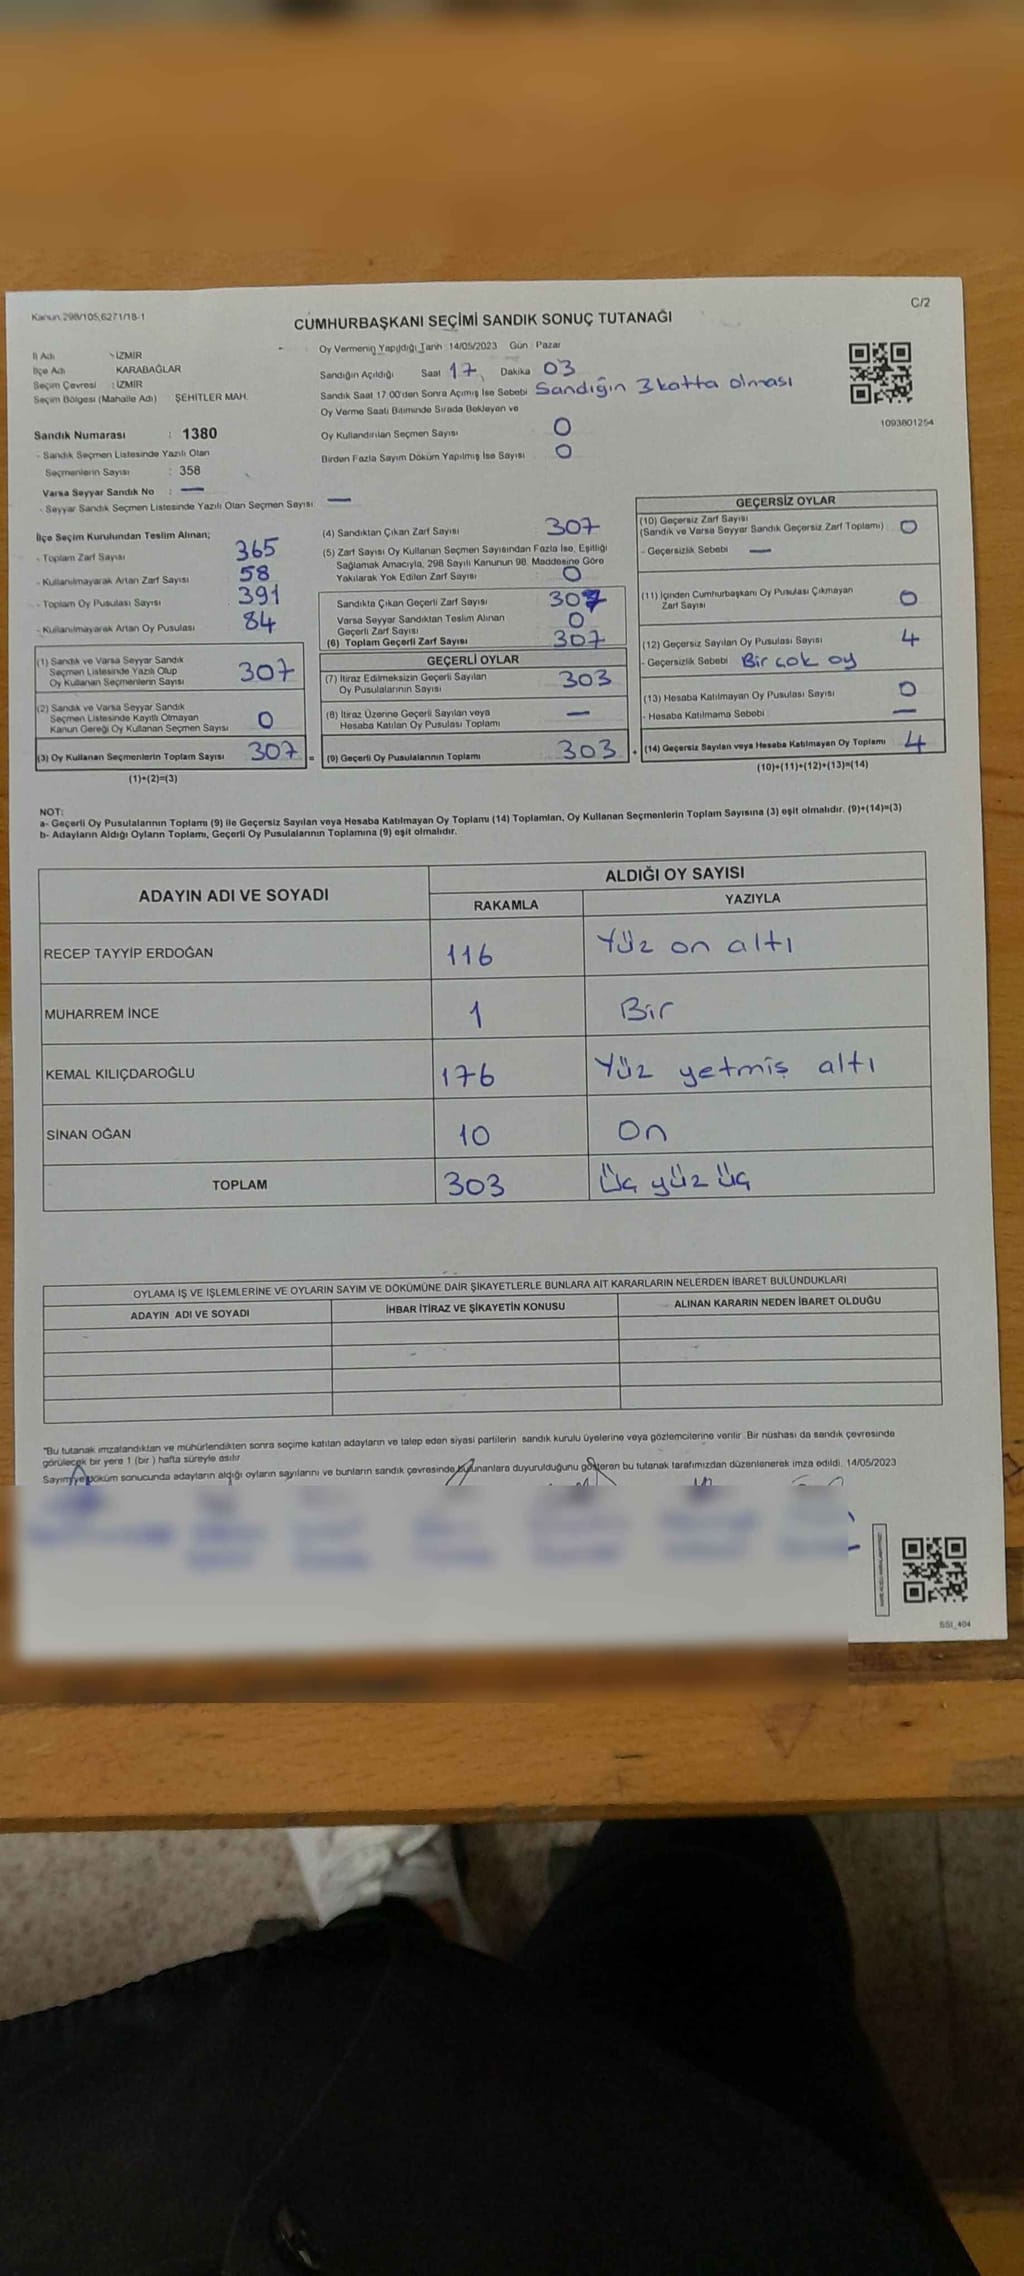 Kanun.298/105,6271/18-1
C/2
CUMHURBAŞKANI SEÇİMİ SANDIK SONUÇ TUTANAĞI
İl Adı : İZMİR
İlçe Adı : KARABAĞLAR
Seçim Çevresi : İZMİR
Seçim Bölgesi (Mahalle Adı) ŞEHİTLER MAH.
Oy Vermenin Yapıldığı Tarih :14/05/2023 Gün : Pazar
Sandığın Açıldığı Saat 17 Dakika 03
Sandık Saat 17:00'den Sonra Açımış İse Sebebi Sandığın 3 katta olması
Oy Verme Saati Bitiminde Sırada Bekleyen ve
Oy Kullandırılan Seçmen Sayısı 0
Birden Fazla Sayım Döküm Yapılmış İse Sayısı 0
1093801254
Sandık Numarası : 1380
- Sandık Seçmen Listesinde Yazılı Olan
Seçmenlerin Sayısı : 358
Varsa Seyyar Sandık No : —
- Seyyar Sandık Seçmen Listesinde Yazılı Olan Seçmen Sayısı —
İlçe Seçim Kurulundan Teslim Alınan;
- Toplam Zarf Sayısı 365
- Kullanılmayarak Artan Zarf Sayısı 58
- Toplam Oy Pusulası Sayısı 391
- Kullanılmayarak Artan Oy Pusulası 84
(1) Sandık ve Varsa Seyyar Sandık
Seçmen Listesinde Yazılı Olup
Oy Kullanan Seçmenlerin Sayısı 307
(2) Sandık ve Varsa Seyyar Sandık
Seçmen Listesinde Kayıtlı Olmayan
Kanun Gereği Oy Kullanan Seçmen Sayısı 0
(3) Oy Kullanan Seçmenlerin Toplam Sayısı 307 =
(1)+(2)=(3)
(4) Sandıktan Çıkan Zarf Sayısı 307
(5) Zarf Sayısı Oy Kullanan Seçmen Sayısından Fazla İse, Eşitliği
Sağlamak Amacıyla, 298 Sayılı Kanunun 98. Maddesine Göre
Yakılarak Yok Edilen Zarf Sayısı 0
Sandıkta Çıkan Geçerli Zarf Sayısı 307
Varsa Seyyar Sandıktan Teslim Alınan
Geçerli Zarf Sayısı 0
(6) Toplam Geçerli Zarf Sayısı 307
GEÇERLİ OYLAR
(7) İtiraz Edilmeksizin Geçerli Sayılan
Oy Pusulalarının Sayısı 303
(8) İtiraz Üzerine Geçerli Sayılan veya
Hesaba Katılan Oy Pusulası Toplamı —
(9) Geçerli Oy Pusulalarının Toplamı 303 +
GEÇERSİZ OYLAR
(10) Geçersiz Zarf Sayısı
(Sandık ve Varsa Seyyar Sandık Geçersiz Zarf Toplamı) 0
- Geçersizlik Sebebi —
(11) İçinden Cumhurbaşkanı Oy Pusulası Çıkmayan
Zarf Sayısı 0
(12) Geçersiz Sayılan Oy Pusulası Sayısı 4
- Geçersizlik Sebebi Bir cok oy
(13) Hesaba Katılmayan Oy Pusulası Sayısı 0
- Hesaba Katılmama Sebebi —
(14) Geçersiz Sayılan veya Hesaba Katılmayan Oy Toplamı 4
(10)+(11)+(12)+(13)=(14)
NOT:
a- Geçerli Oy Pusulalarının Toplamı (9) ile Geçersiz Sayılan veya Hesaba Katılmayan Oy Toplamı (14) Toplamları, Oy Kullanan Seçmenlerin Toplam Sayısına (3) eşit olmalıdır. (9)+(14)=(3)
b- Adayların Aldığı Oyların Toplamı, Geçerli Oy Pusulalarının Toplamına (9) eşit olmalıdır.
ADAYIN ADI VE SOYADI
ALDIĞI OY SAYISI
RAKAMLA YAZIYLA
RECEP TAYYİP ERDOĞAN 116 Yüz on altı
MUHARREM İNCE 1 Bir
KEMAL KILIÇDAROĞLU 176 Yüz yetmiş altı
SİNAN OĞAN 10 On
TOPLAM 303 Üç yüz üç
OYLAMA İŞ VE İŞLEMLERİNE VE OYLARIN SAYIM VE DÖKÜMÜNE DAİR ŞİKAYETLERLE BUNLARA AİT KARARLARIN NELERDEN İBARET BULUNDUKLARI
ADAYIN ADI VE SOYADI İHBAR İTİRAZ VE ŞİKAYETİN KONUSU ALINAN KARARIN NEDEN İBARET OLDUĞU
"Bu tutanak imzalandıktan ve mühürlendikten sonra seçime katılan adayların ve talep eden siyasi partilerin sandık kurulu üyelerine veya gözlemcilerine verilir. Bir nüshası da sandık çevresinde
görülecek bir yere 1 (bir) hafta süreyle asılır
Sayım ve döküm sonucunda adayların aldığı oyların sayılarını ve bunların sandık çevresinde bulunanlara duyurulduğunu gösteren bu tutanak tarafımızdan düzenlenerek imza edildi. 14/05/2023
SSI_404